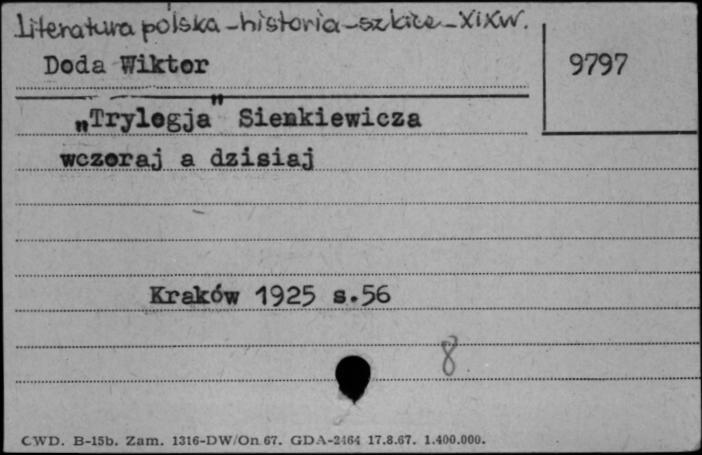 Literatura polska - historia - szkice - XIXw.
Doda Wiktor
9797
„Trylogja" Sienkiewicza
wczoraj a dzisiaj
Kraków 1925 s.56
8
CWD. B-15b. Zam. 1316-DW/On 67. GDA-2464 17.8.67. 1.400.000.